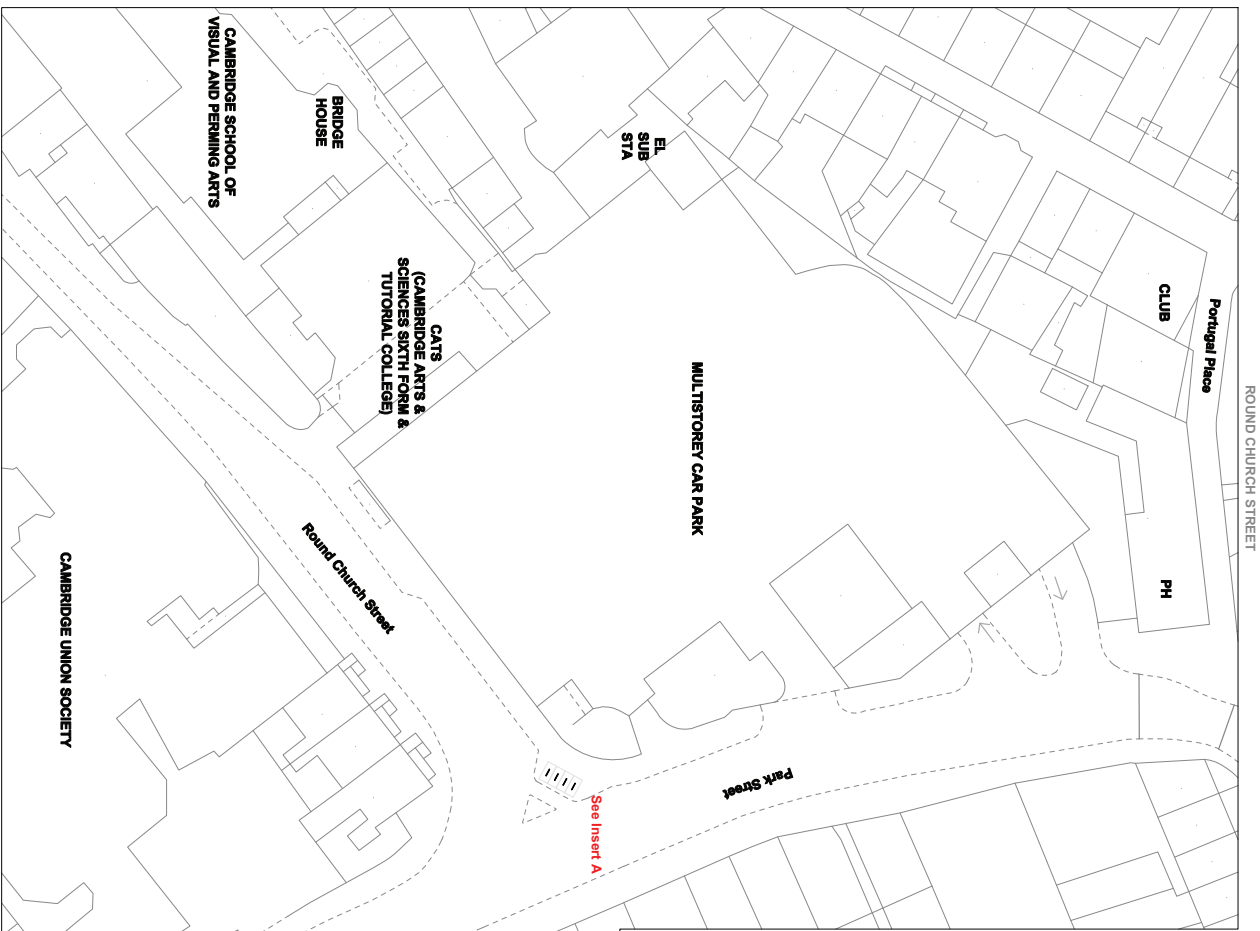 ROUND CHURCH STREET
Portugal Place
CLUB
PH
EL
SUB
STA
MULTISTOREY CAR PARK
BRIDGE
HOUSE
CAMBRIDGE SCHOOL OF
VISUAL AND PERMING ARTS
CATS
(CAMBRIDGE ARTS &
SCIENCES SIXTH FORM &
TUTORIAL COLLEGE)
Round Church Street
Park Street
See Insert A
CAMBRIDGE UNION SOCIETY